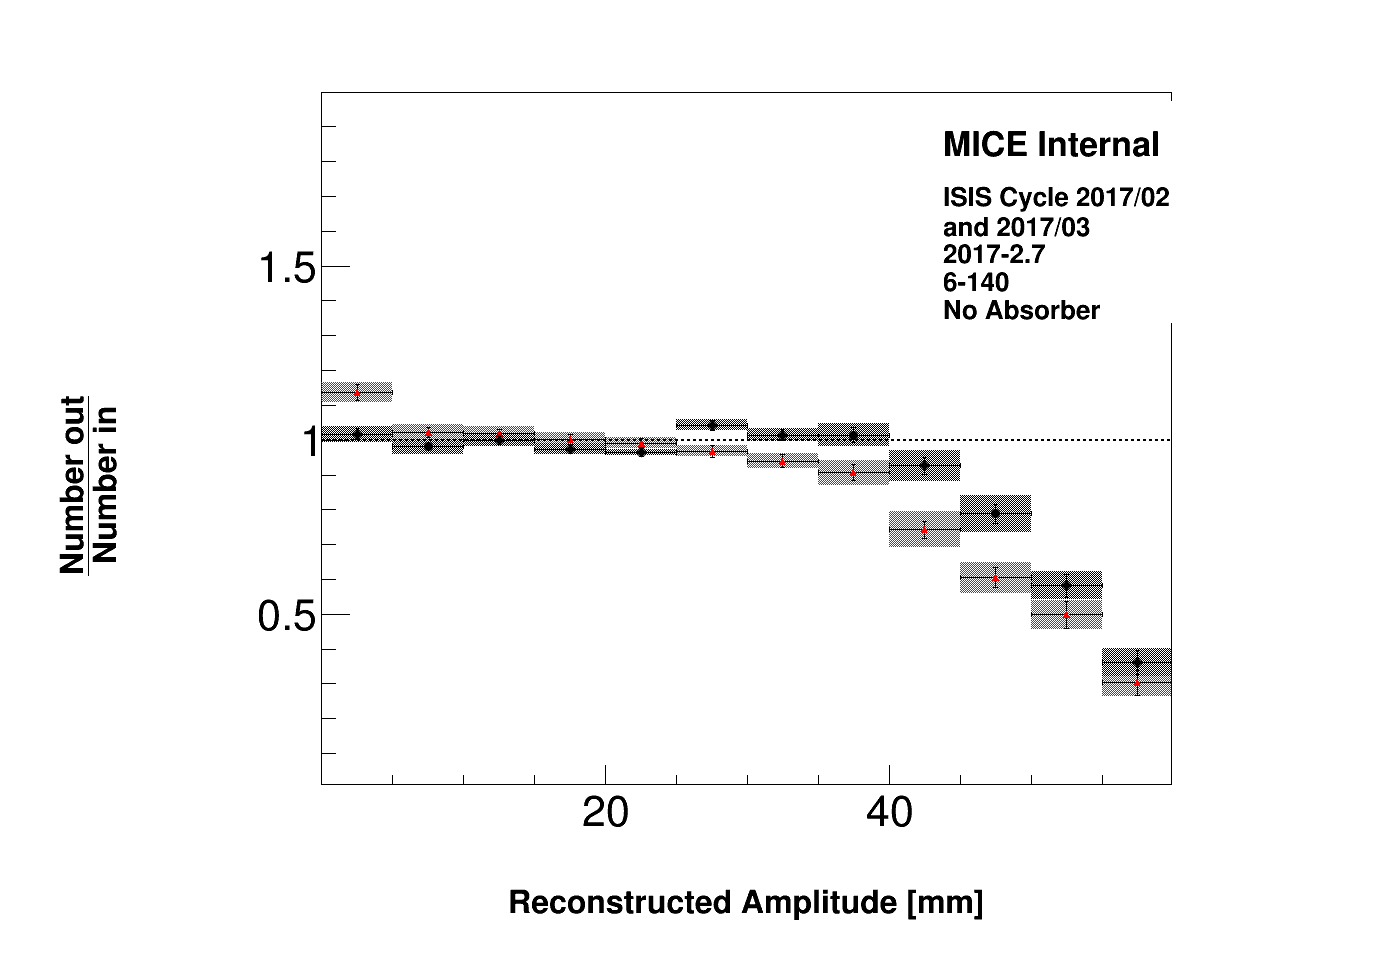 MICE Internal
ISIS Cycle 2017/02
and 2017/03
2017-2.7
6-140
No Absorber
1.5
1
0.5
Number out
Number in
20
40
Reconstructed Amplitude [mm]